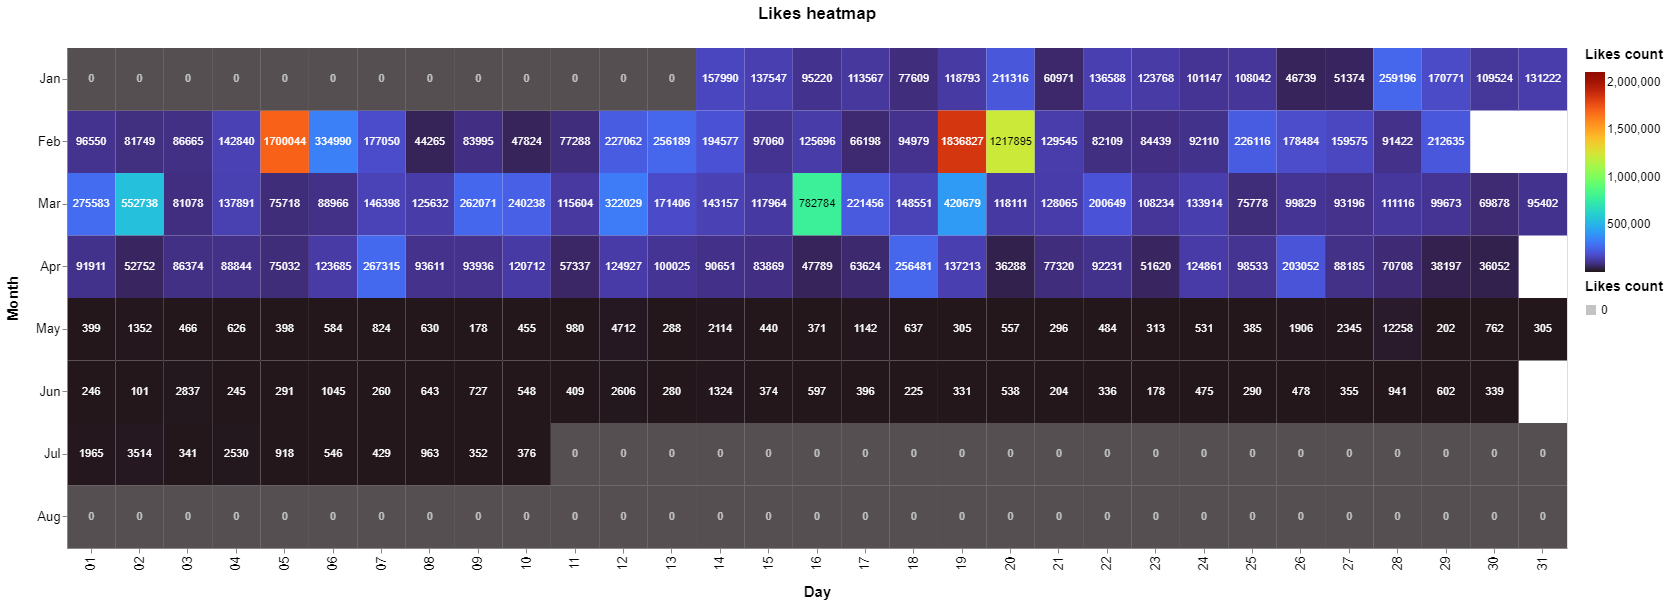 Likes heatmap
Jan 0 0 0 0 0 0 0 0 0 0 0 0 0 157990 137547 95220 113567 77609 118793 211316 60971 136588 123768 101147 108042 46739 51374 259196 170771 109524 131222
Feb 96550 81749 86665 142840 1700044 334990 177050 44265 83995 47824 77288 227062 256189 194577 97060 125696 66198 94979 1836827 1217895 129545 82109 84439 92110 226116 178484 159575 91422 212635
Mar 275583 552738 81078 137891 75718 88966 146398 125632 262071 240238 115604 322029 171406 143157 117964 782784 221456 148551 420679 118111 128065 200649 108234 133914 75778 99829 93196 111116 99673 69878 95402
Apr 91911 52752 86374 88844 75032 123685 267315 93611 93936 120712 57337 124927 100025 90651 83869 47789 63624 256481 137213 36288 77320 92231 51620 124861 98533 203052 88185 70708 38197 36052
May 399 1352 466 626 398 584 824 630 178 455 980 4712 288 2114 440 371 1142 637 305 557 296 484 313 531 385 1906 2345 12258 202 762 305
Jun 246 101 2837 245 291 1045 260 643 727 548 409 2606 280 1324 374 597 396 225 331 538 204 336 178 475 290 478 355 941 602 339
Jul 1965 3514 341 2530 918 546 429 963 352 376 0 0 0 0 0 0 0 0 0 0 0 0 0 0 0 0 0 0 0 0 0
Aug 0 0 0 0 0 0 0 0 0 0 0 0 0 0 0 0 0 0 0 0 0 0 0 0 0 0 0 0 0 0 0
01 02 03 04 05 06 07 08 09 10 11 12 13 14 15 16 17 18 19 20 21 22 23 24 25 26 27 28 29 30 31
Day
Month
Likes count
2,000,000
1,500,000
1,000,000
500,000
Likes count
0